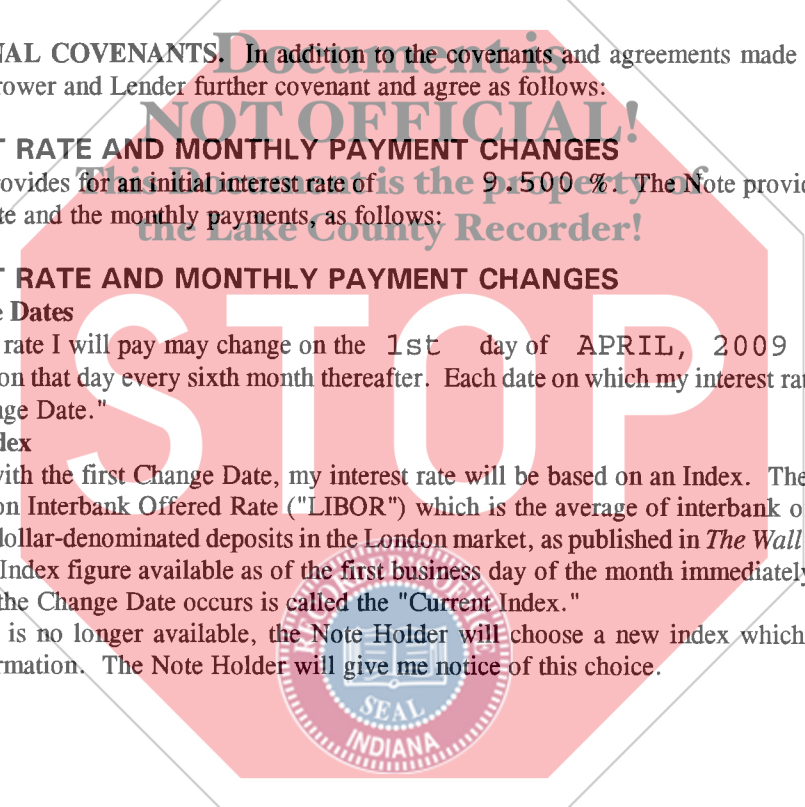 NAL COVENANTS. In addition to the covenants and agreements made
rower and Lender further covenant and agree as follows:
T RATE AND MONTHLY PAYMENT CHANGES
rovides for an initial interest rate of 9.500 %. The Note provid
te and the monthly payments, as follows:
T RATE AND MONTHLY PAYMENT CHANGES
e Dates
rate I will pay may change on the 1st day of APRIL, 2009
on that day every sixth month thereafter. Each date on which my interest rat
nge Date."
dex
with the first Change Date, my interest rate will be based on an Index. The
on Interbank Offered Rate ("LIBOR") which is the average of interbank o
dollar-denominated deposits in the London market, as published in The Wall
Index figure available as of the first business day of the month immediately
the Change Date occurs is called the "Current Index."
is no longer available, the Note Holder will choose a new index which
rmation. The Note Holder will give me notice of this choice.
Document is
NOT OFFICIAL!
This Document is the property of
the Lake County Recorder!
STOP
SEAL
INDIANA